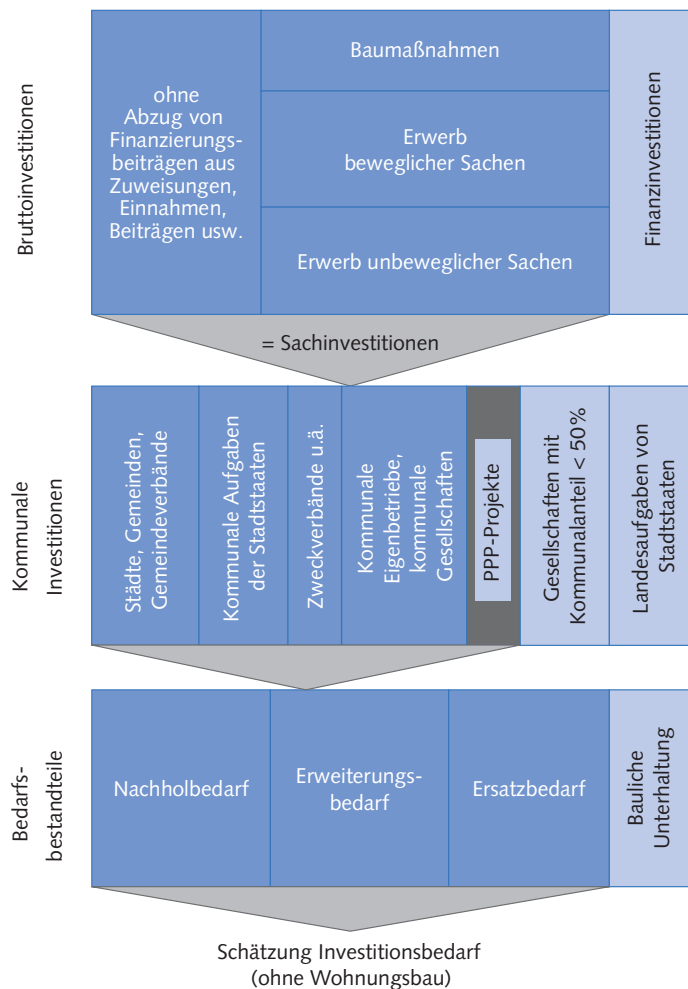 Bruttoinvestitionen
ohne
Abzug von
Finanzierungs-
beiträgen aus
Zuweisungen,
Einnahmen,
Beiträgen usw.
Baumaßnahmen
Erwerb
beweglicher Sachen
Erwerb unbeweglicher Sachen
Finanzinvestitionen
= Sachinvestitionen
Kommunale
Investitionen
Städte, Gemeinden,
Gemeindeverbände
Kommunale Aufgaben
der Stadtstaaten
Zweckverbände u.ä.
Kommunale
Eigenbetriebe,
kommunale
Gesellschaften
PPP-Projekte
Gesellschaften mit
Kommunalanteil < 50%
Landesaufgaben von
Stadtstaaten
Bedarfs-
bestandteile
Nachholbedarf
Erweiterungs-
bedarf
Ersatzbedarf
Bauliche
Unterhaltung
Schätzung Investitionsbedarf
(ohne Wohnungsbau)